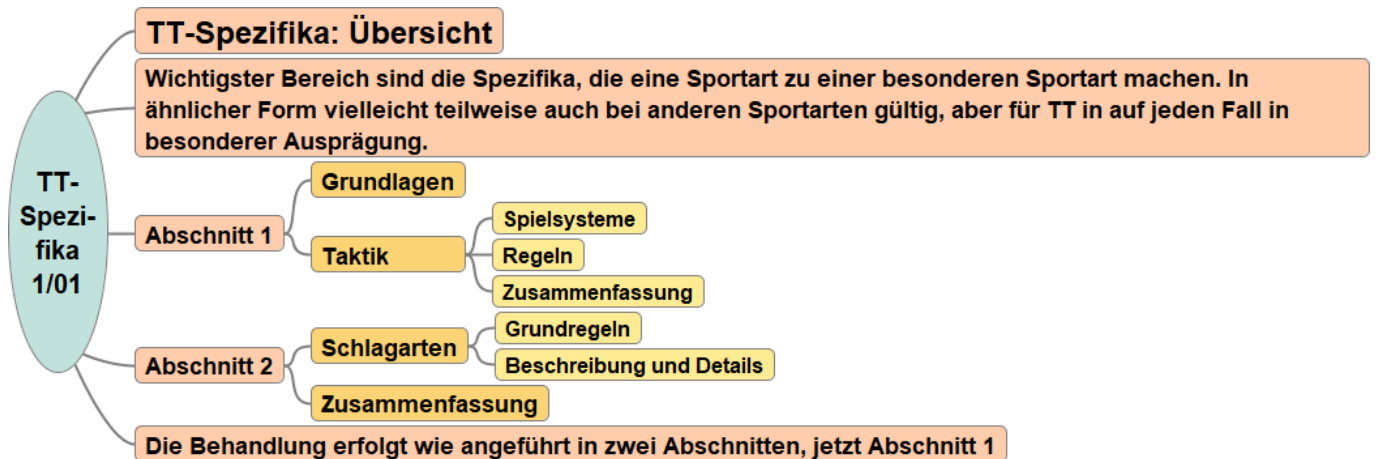 TT-Spezifika: Übersicht
Wichtigster Bereich sind die Spezifika, die eine Sportart zu einer besonderen Sportart machen. In
ähnlicher Form vielleicht teilweise auch bei anderen Sportarten gültig, aber für TT in auf jeden Fall in
besonderer Ausprägung.
TT-
Spezi-
fika
1/01
Abschnitt 1
Grundlagen
Taktik
Spielsysteme
Regeln
Zusammenfassung
Abschnitt 2
Schlagarten
Grundregeln
Beschreibung und Details
Zusammenfassung
Die Behandlung erfolgt wie angeführt in zwei Abschnitten, jetzt Abschnitt 1